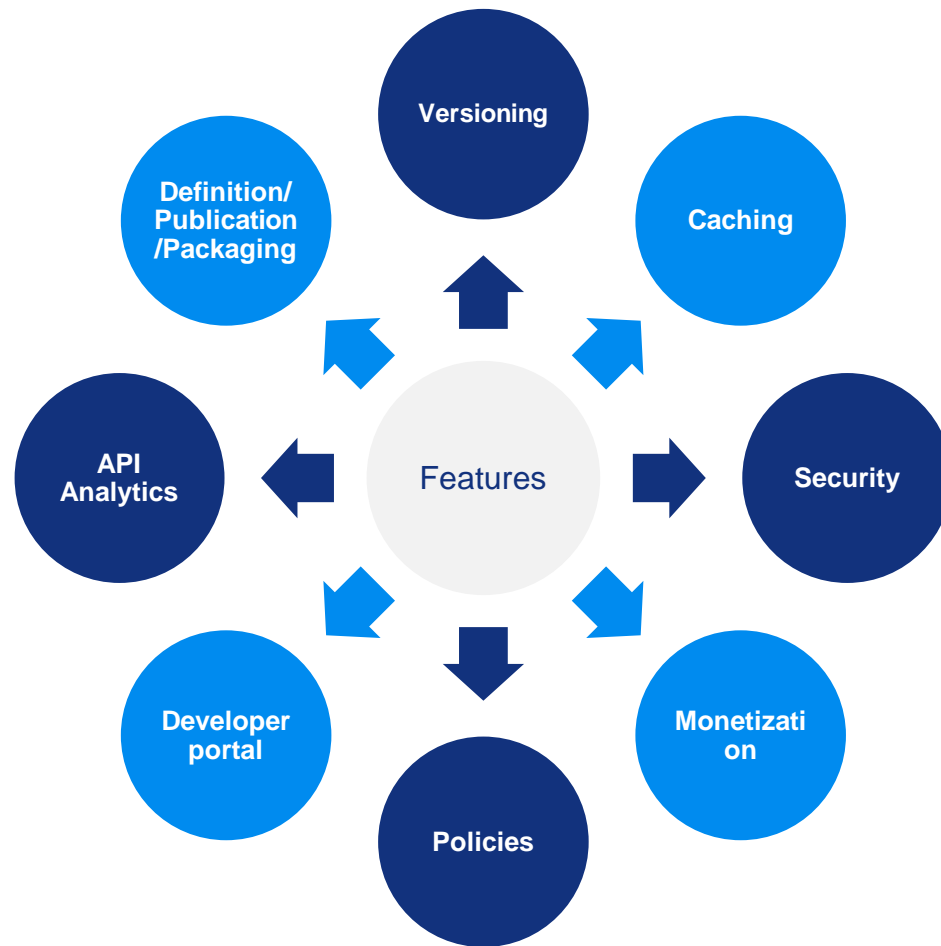 Versioning
Definition/
Publication
/Packaging
Caching
API
Analytics
Features
Security
Developer
portal
Monetizati
on
Policies